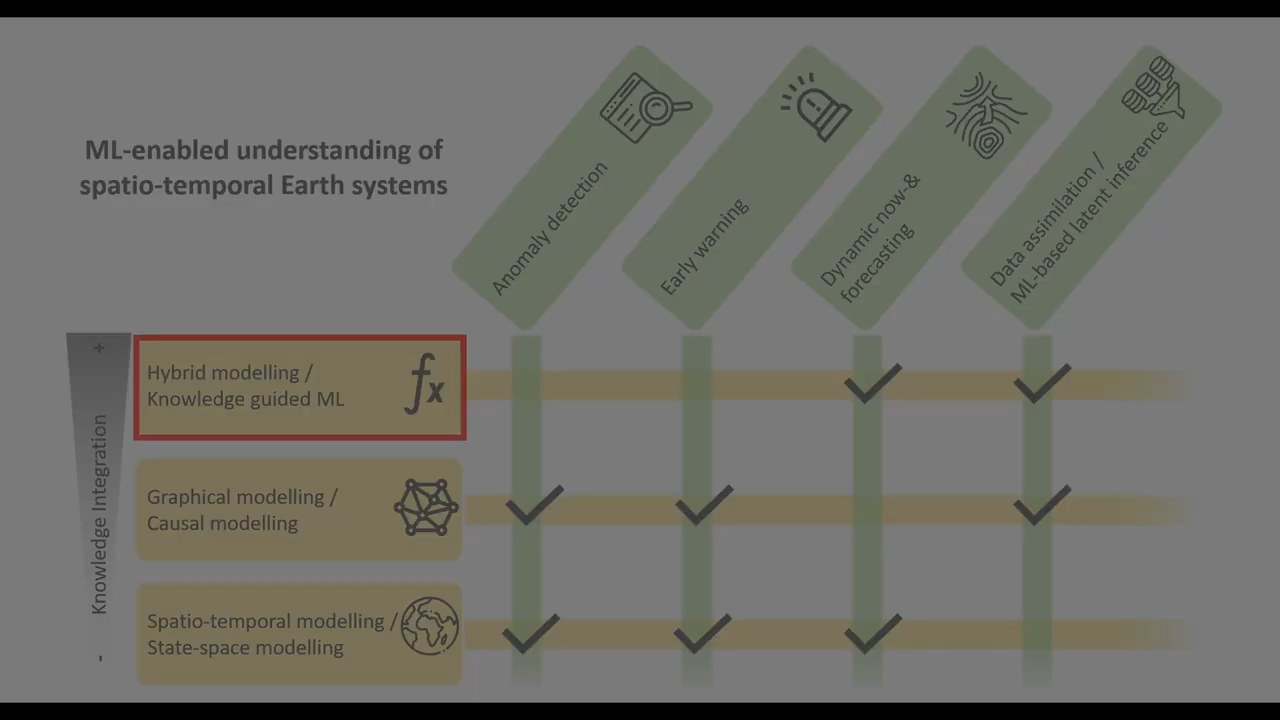 ML-enabled understanding of
spatio-temporal Earth systems
Anomaly detection
Early warning
Dynamic now-&
forecasting
Data assimilation /
ML-based latent inference
+
Knowledge Integration
-
Hybrid modelling /
Knowledge guided ML
fx
Graphical modelling /
Causal modelling
Spatio-temporal modelling /
State-space modelling